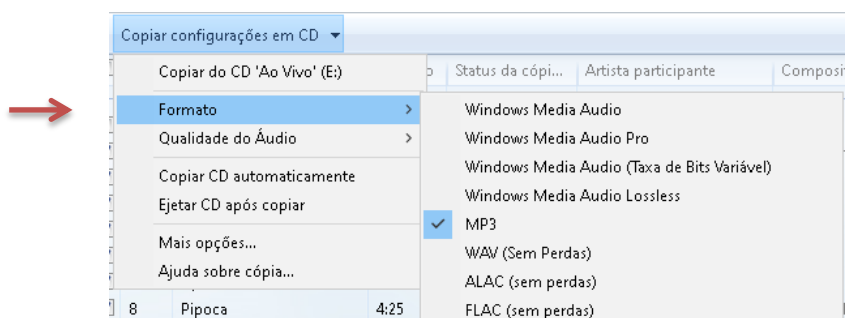 Copiar configurações em CD
Copiar do CD 'Ao Vivo' (E:)
Status da cópi... Artista participante
Formato
Windows Media Audio
Qualidade do Áudio
Windows Media Audio Pro
Windows Media Audio (Taxa de Bits Variável)
Copiar CD automaticamente
Windows Media Audio Lossless
Ejetar CD após copiar
MP3
Mais opções...
WAV (Sem Perdas)
Ajuda sobre cópia...
ALAC (sem perdas)
8 Pipoca 4:25
FLAC (sem perdas)